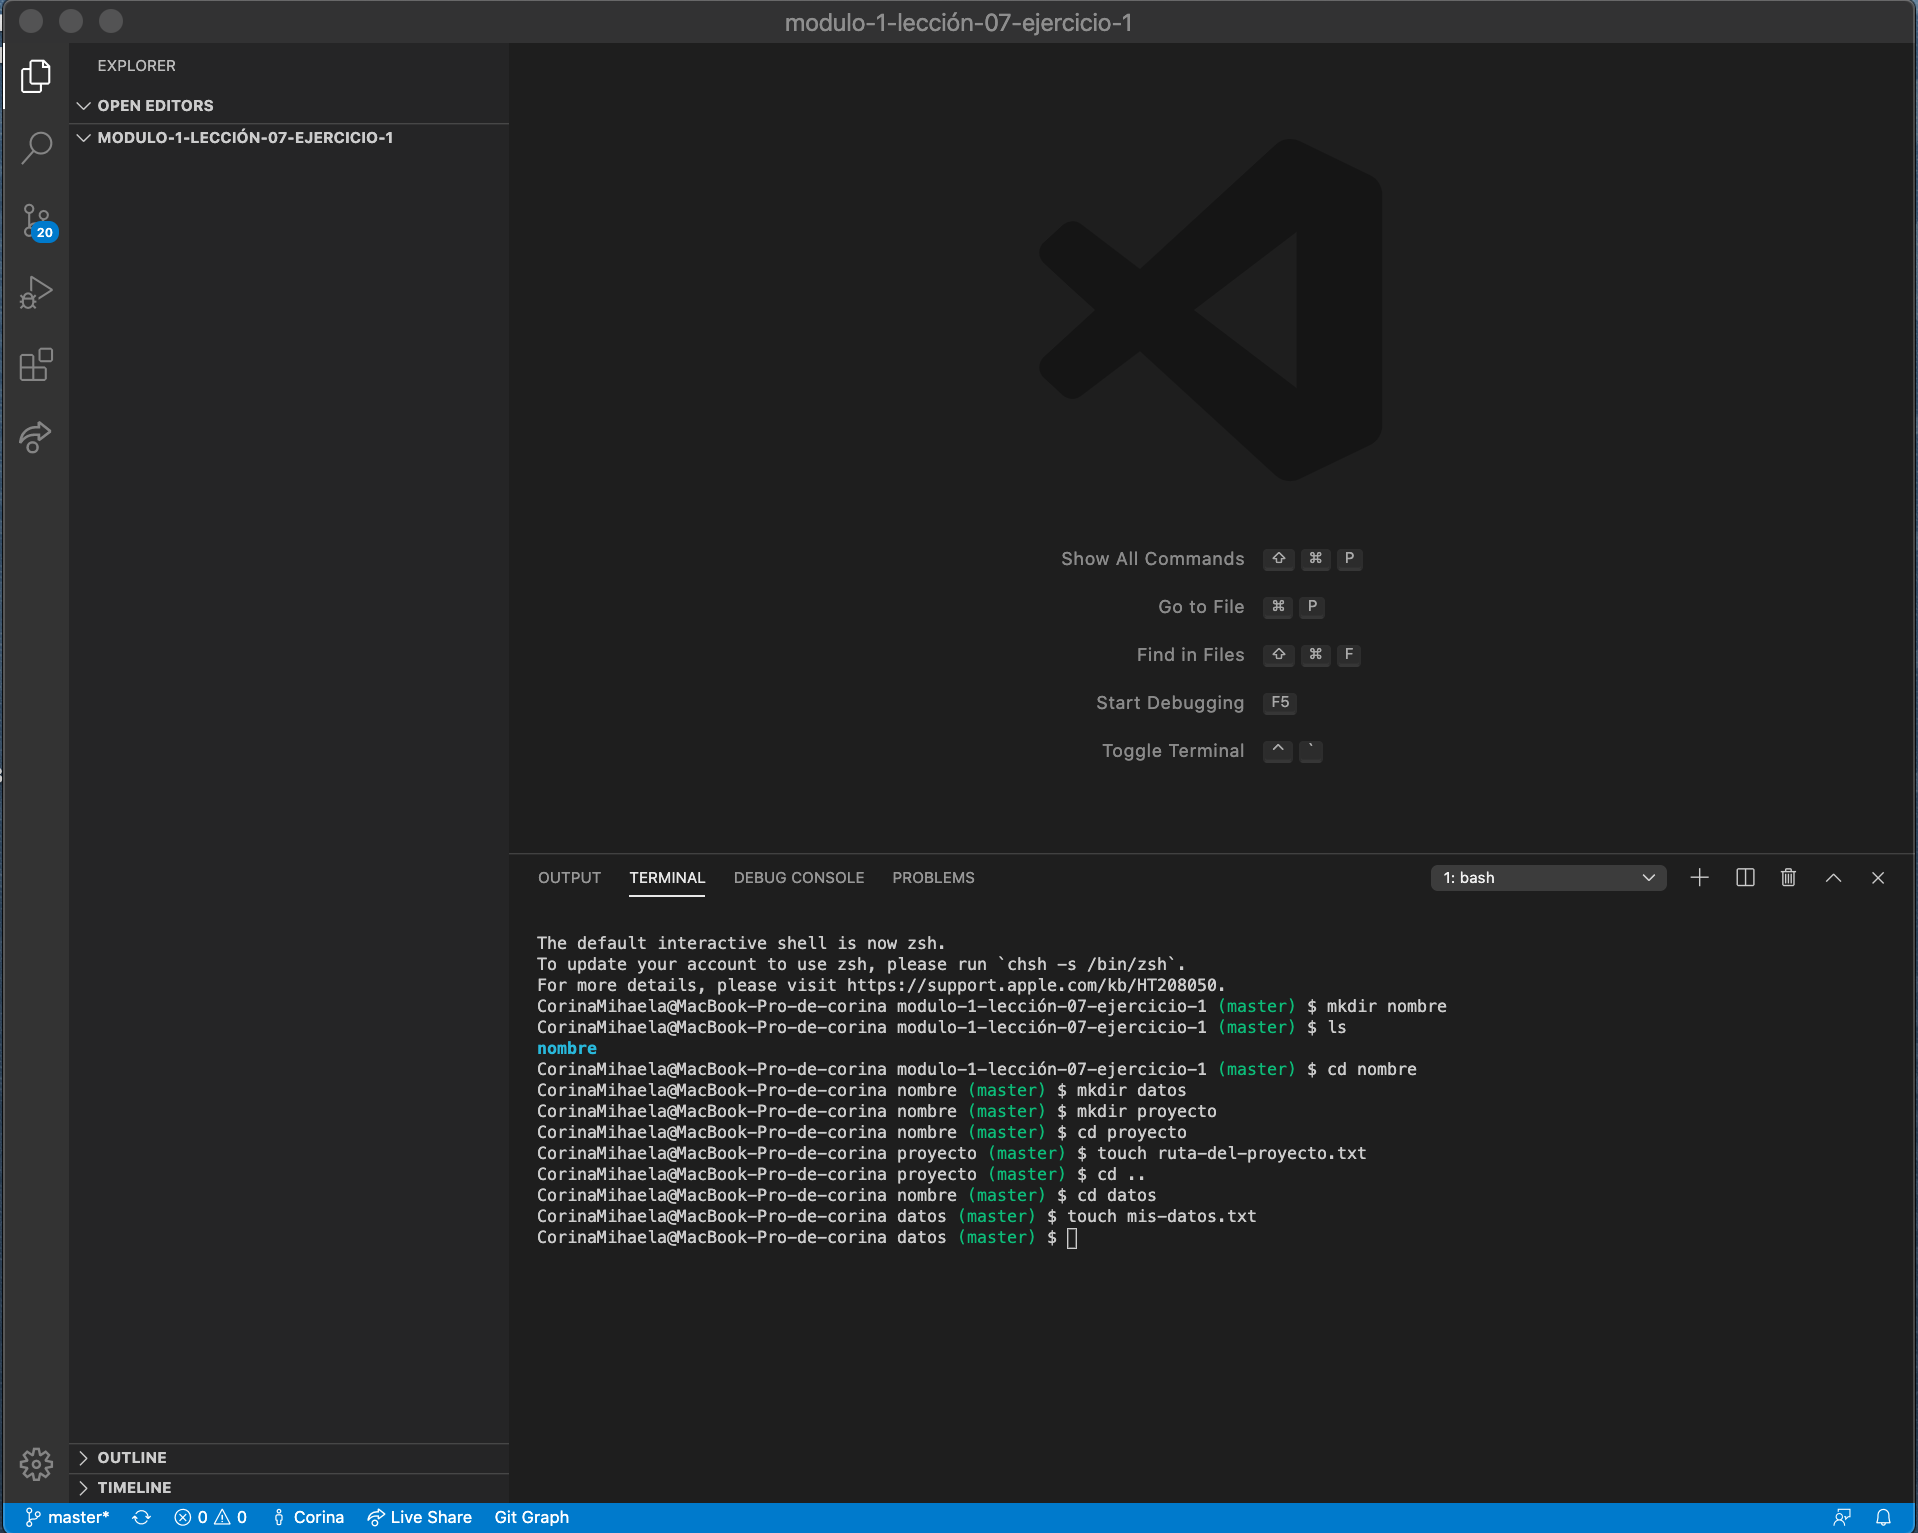 modulo-1-lección-07-ejercicio-1
EXPLORER
OPEN EDITORS
MODULO-1-LECCIÓN-07-EJERCICIO-1
20
Show All Commands ⇧ ⌘ P
Go to File ⌘ P
Find in Files ⇧ ⌘ F
Start Debugging F5
Toggle Terminal ^ `
OUTPUT TERMINAL DEBUG CONSOLE PROBLEMS 1: bash
The default interactive shell is now zsh.
To update your account to use zsh, please run `chsh -s /bin/zsh`.
For more details, please visit https://support.apple.com/kb/HT208050.
CorinaMihaela@MacBook-Pro-de-corina modulo-1-lección-07-ejercicio-1 (master) $ mkdir nombre
CorinaMihaela@MacBook-Pro-de-corina modulo-1-lección-07-ejercicio-1 (master) $ ls
nombre
CorinaMihaela@MacBook-Pro-de-corina modulo-1-lección-07-ejercicio-1 (master) $ cd nombre
CorinaMihaela@MacBook-Pro-de-corina nombre (master) $ mkdir datos
CorinaMihaela@MacBook-Pro-de-corina nombre (master) $ mkdir proyecto
CorinaMihaela@MacBook-Pro-de-corina nombre (master) $ cd proyecto
CorinaMihaela@MacBook-Pro-de-corina proyecto (master) $ touch ruta-del-proyecto.txt
CorinaMihaela@MacBook-Pro-de-corina proyecto (master) $ cd ..
CorinaMihaela@MacBook-Pro-de-corina nombre (master) $ cd datos
CorinaMihaela@MacBook-Pro-de-corina datos (master) $ touch mis-datos.txt
CorinaMihaela@MacBook-Pro-de-corina datos (master) $
OUTLINE
TIMELINE
master* 0 0 Corina Live Share Git Graph